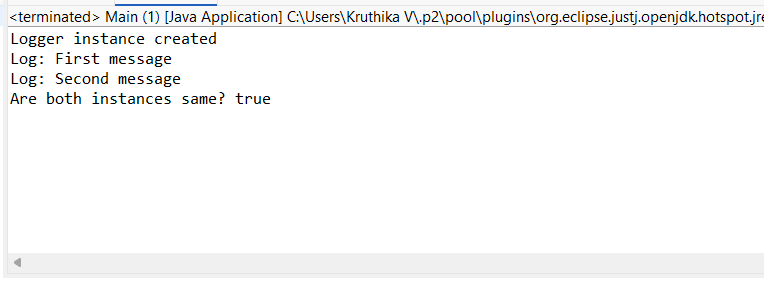 <terminated> Main (1) [Java Application] C:\Users\Kruthika V\.p2\pool\plugins\org.eclipse.justj.openjdk.hotspot.jre
Logger instance created
Log: First message
Log: Second message
Are both instances same? true